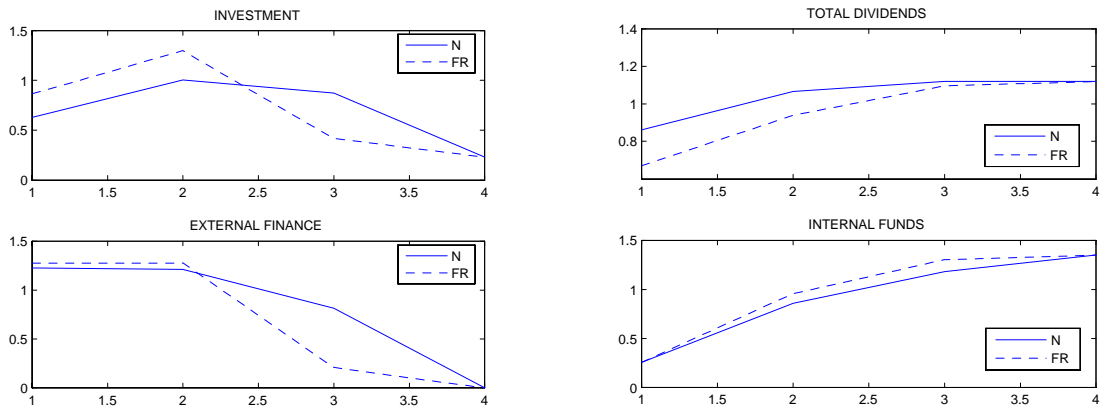 INVESTMENT
1.5
1
0.5
0
N
FR
1 1.5 2 2.5 3 3.5 4
TOTAL DIVIDENDS
1.4
1.2
1
0.8
N
FR
1 1.5 2 2.5 3 3.5 4
EXTERNAL FINANCE
1.5
1
0.5
0
N
FR
1 1.5 2 2.5 3 3.5 4
INTERNAL FUNDS
1.5
1
0.5
0
N
FR
1 1.5 2 2.5 3 3.5 4